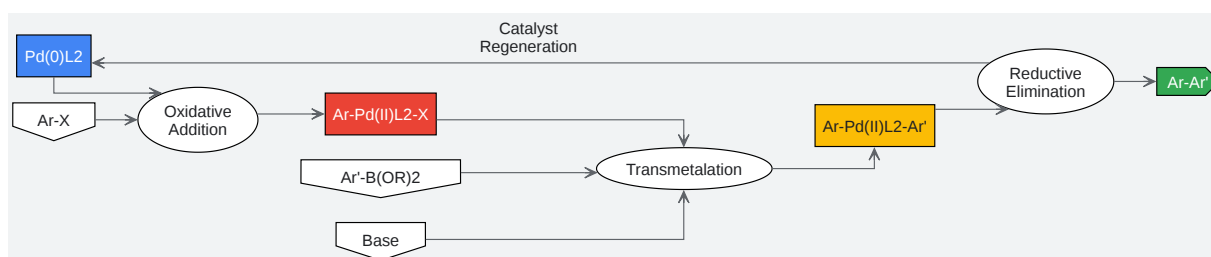 Catalyst
Regeneration
Pd(0)L2
Reductive
Elimination
Ar-Ar'
Ar-X
Oxidative
Addition
Ar-Pd(II)L2-X
Ar-Pd(II)L2-Ar'
Ar'-B(OR)2
Transmetalation
Base